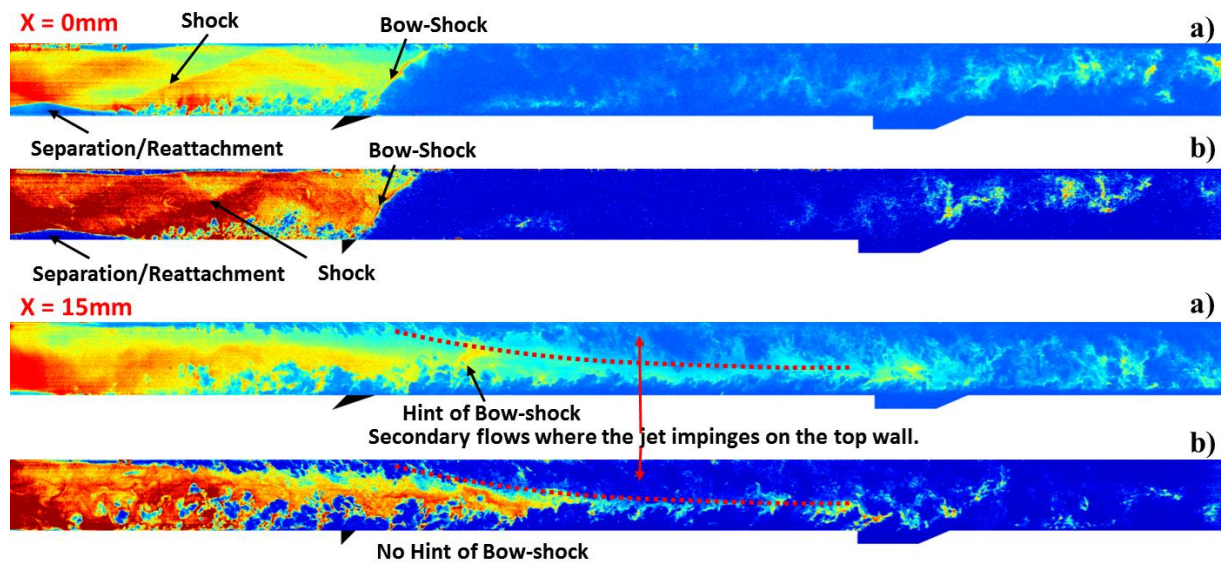 X = 0mm
Shock
Bow-Shock
a)
Separation/Reattachment
Bow-Shock
b)
Separation/Reattachment
Shock
X = 15mm
a)
Hint of Bow-shock
Secondary flows where the jet impinges on the top wall.
b)
No Hint of Bow-shock